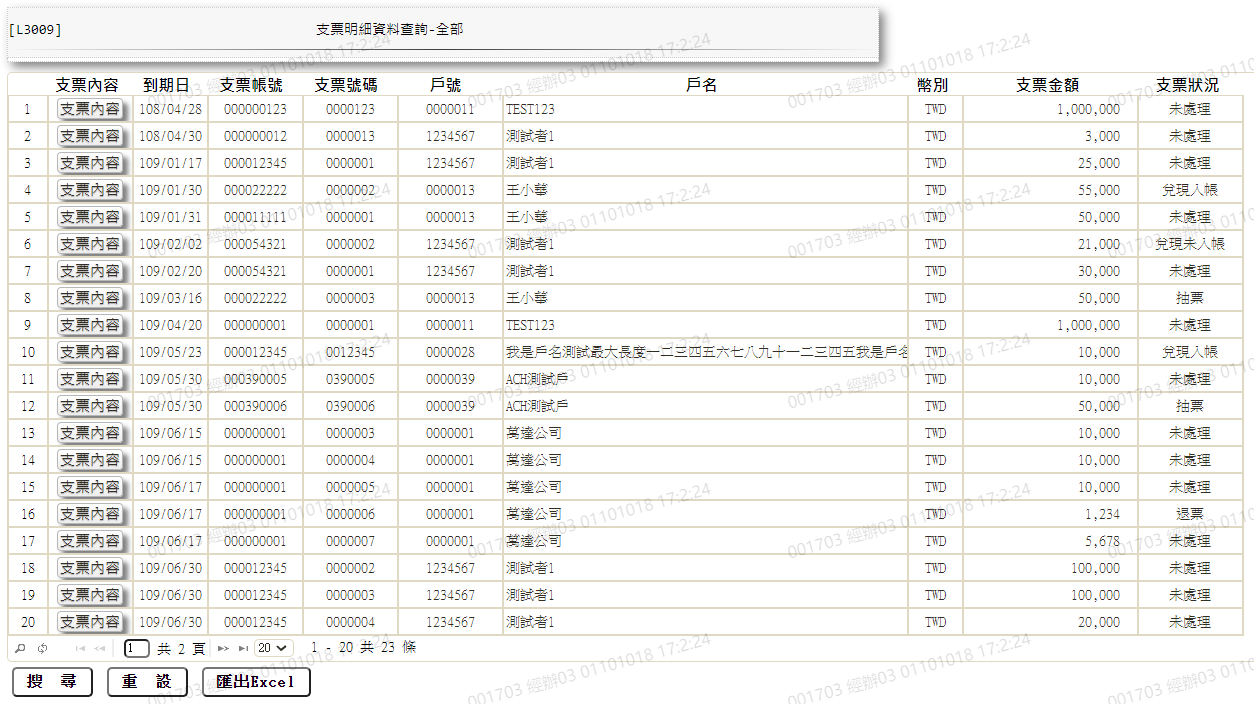 [L3009] 支票明細資料查詢-全部
支票內容 到期日 支票帳號 支票號碼 戶號 戶名 幣別 支票金額 支票狀況
1 支票內容 108/04/28 000000123 0000123 0000011 TEST123 TWD 1,000,000 未處理
2 支票內容 108/04/30 000000012 0000013 1234567 測試者1 TWD 3,000 未處理
3 支票內容 109/01/17 000012345 0000001 1234567 測試者1 TWD 25,000 未處理
4 支票內容 109/01/30 000022222 0000002 0000013 王小華 TWD 55,000 兌現入帳
5 支票內容 109/01/31 000011111 0000001 0000013 王小華 TWD 50,000 未處理
6 支票內容 109/02/02 000054321 0000002 1234567 測試者1 TWD 21,000 兌現未入帳
7 支票內容 109/02/20 000054321 0000001 1234567 測試者1 TWD 30,000 未處理
8 支票內容 109/03/16 000022222 0000003 0000013 王小華 TWD 50,000 抽票
9 支票內容 109/04/20 000000001 0000001 0000011 TEST123 TWD 1,000,000 未處理
10 支票內容 109/05/23 000012345 0012345 0000028 我是戶名測試最大長度一二三四五六七八九十一二三四五我是戶名 TWD 10,000 兌現入帳
11 支票內容 109/05/30 000390005 0390005 0000039 ACH測試戶 TWD 10,000 未處理
12 支票內容 109/05/30 000390006 0390006 0000039 ACH測試戶 TWD 50,000 抽票
13 支票內容 109/06/15 000000001 0000003 0000001 萬達公司 TWD 10,000 未處理
14 支票內容 109/06/15 000000001 0000004 0000001 萬達公司 TWD 10,000 未處理
15 支票內容 109/06/17 000000001 0000005 0000001 萬達公司 TWD 10,000 未處理
16 支票內容 109/06/17 000000001 0000006 0000001 萬達公司 TWD 1,234 退票
17 支票內容 109/06/17 000000001 0000007 0000001 萬達公司 TWD 5,678 未處理
18 支票內容 109/06/30 000012345 0000002 1234567 測試者1 TWD 100,000 未處理
19 支票內容 109/06/30 000012345 0000003 1234567 測試者1 TWD 100,000 未處理
20 支票內容 109/06/30 000012345 0000004 1234567 測試者1 TWD 20,000 未處理
1 共 2 頁 20 1 - 20 共 23 條
搜 尋 重 設 匯出Excel
001703 經辦03 01101018 17:2:24